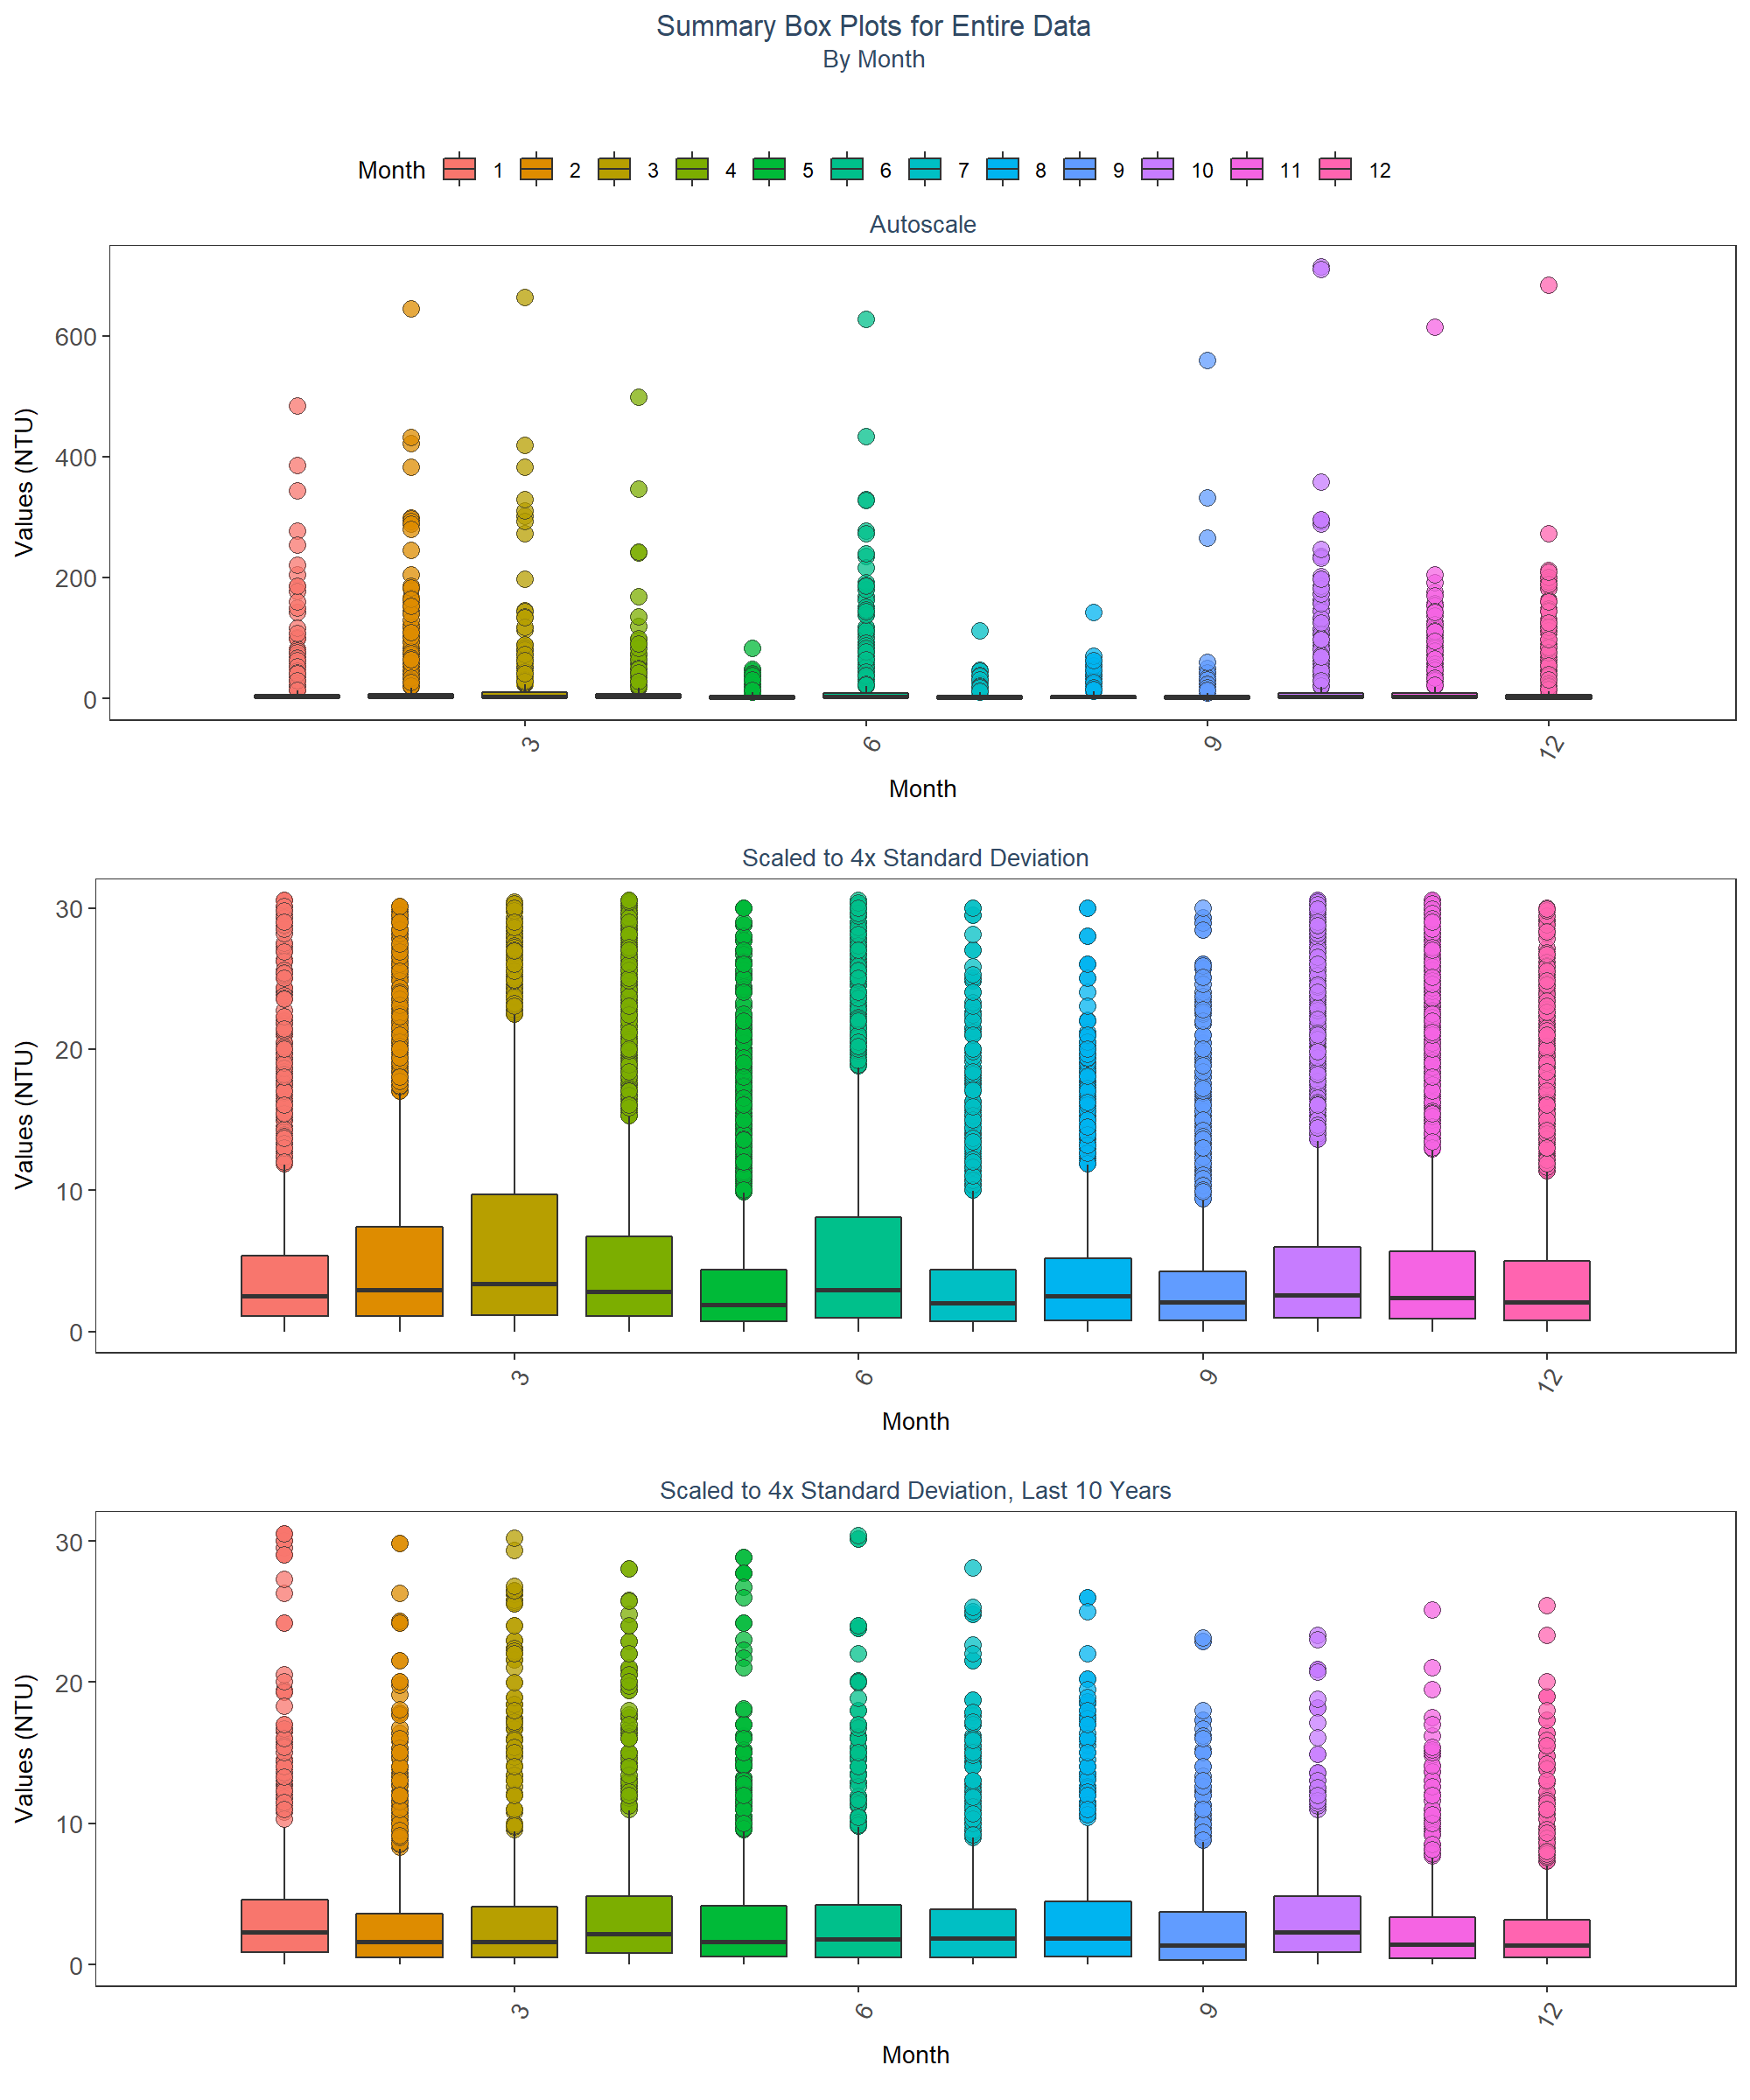 Summary Box Plots for Entire Data
By Month
Month 1 2 3 4 5 6 7 8 9 10 11 12
Autoscale
Values (NTU)
600
400
200
0
3 6 9 12
Month
Scaled to 4x Standard Deviation
Values (NTU)
30
20
10
0
3 6 9 12
Month
Scaled to 4x Standard Deviation, Last 10 Years
Values (NTU)
30
20
10
0
3 6 9 12
Month